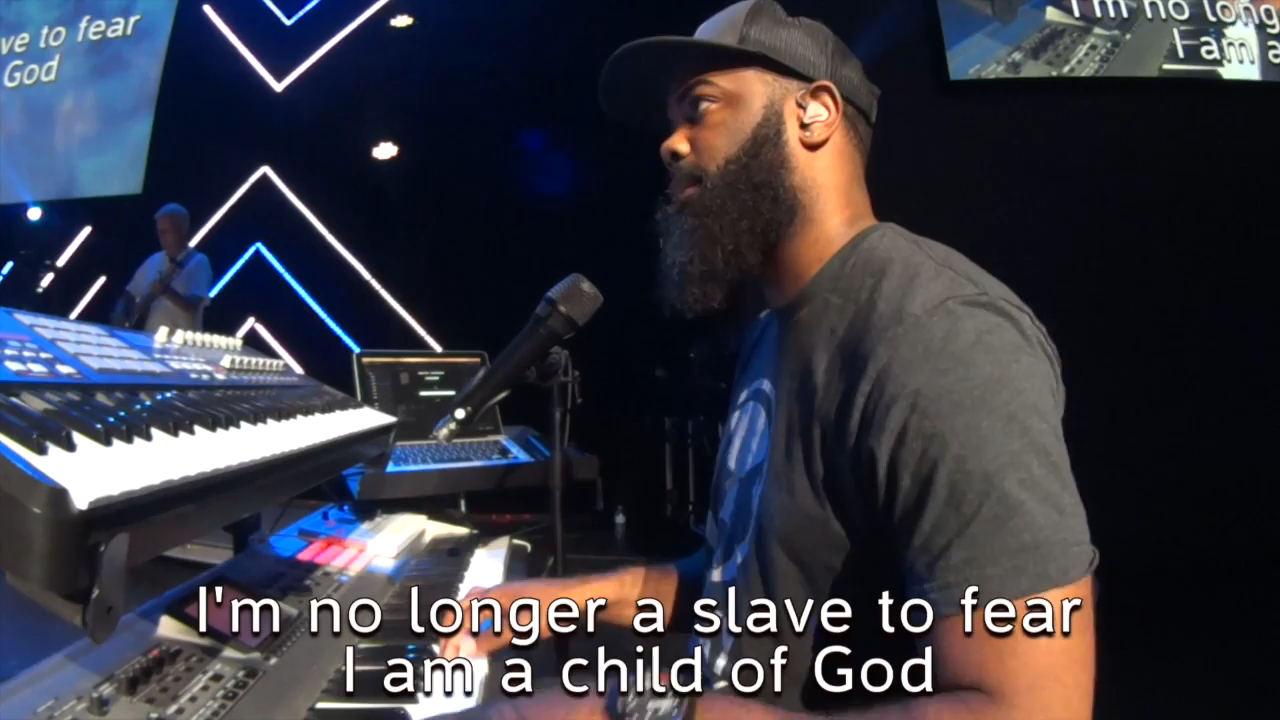 ve to fear
God
I'm no long
I am a
I'm no longer a slave to fear
I am a child of God